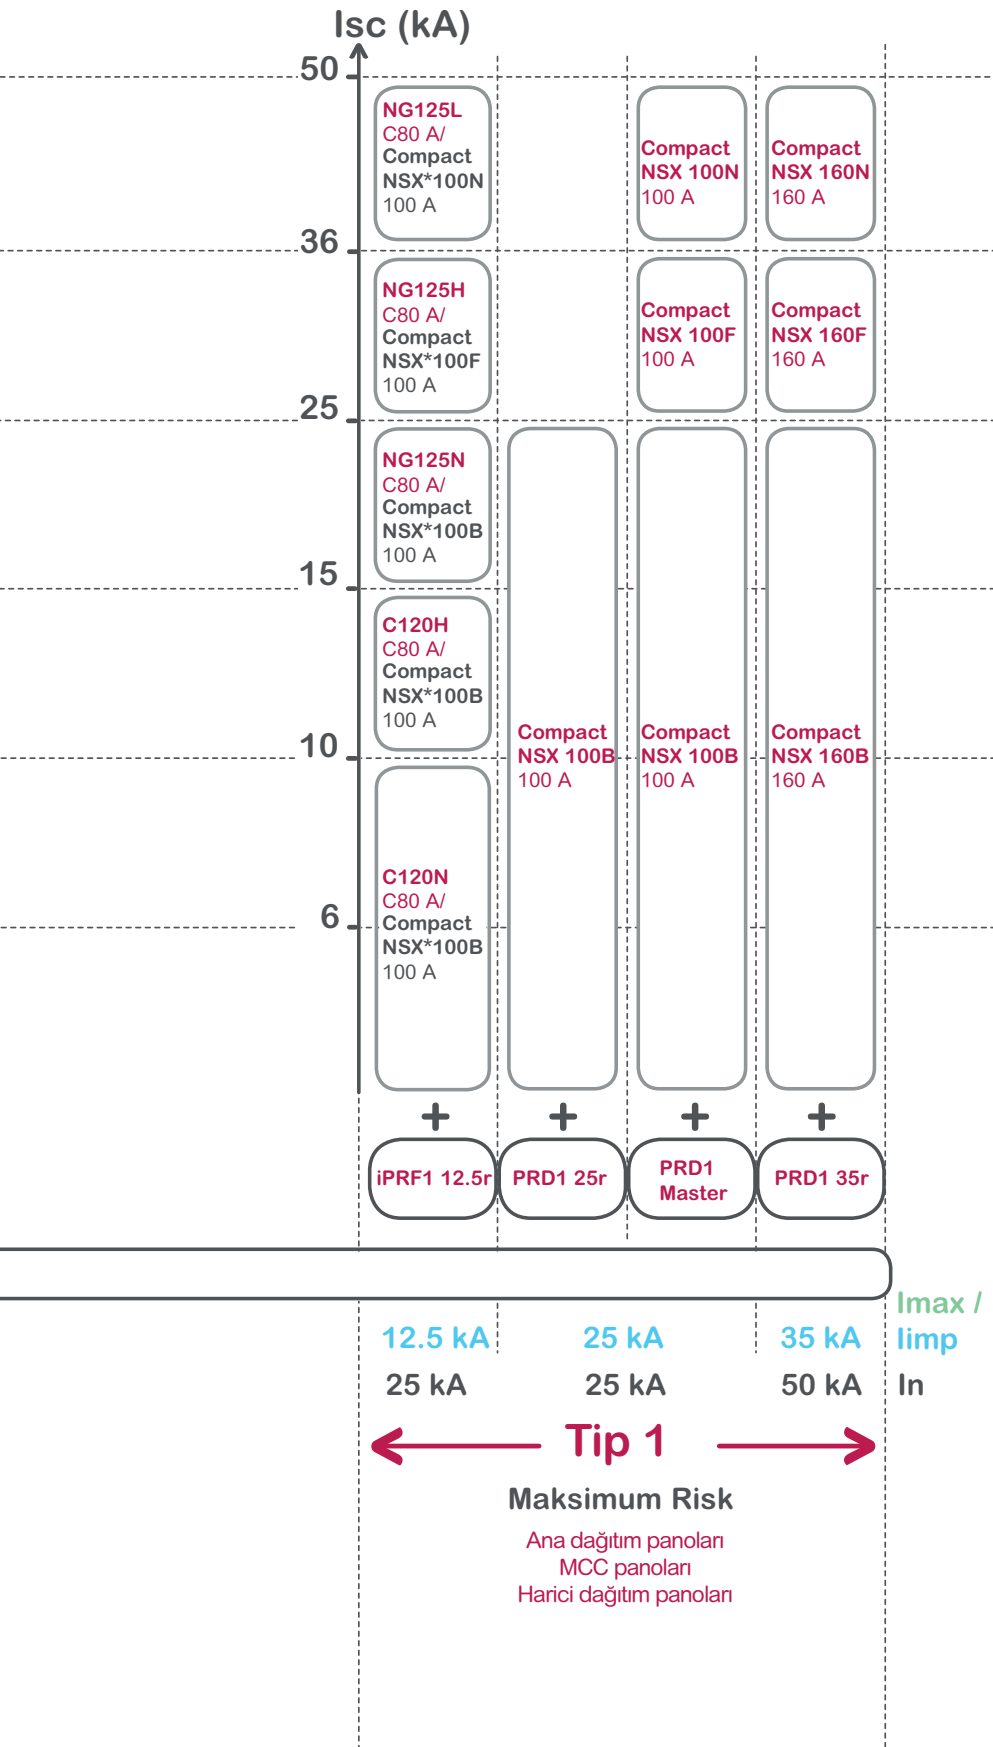 Isc (kA)
50
NG125L
C80 A/
Compact
NSX*100N
100 A
Compact
NSX 100N
100 A
Compact
NSX 160N
160 A
36
NG125H
C80 A/
Compact
NSX*100F
100 A
Compact
NSX 100F
100 A
Compact
NSX 160F
160 A
25
NG125N
C80 A/
Compact
NSX*100B
100 A
15
C120H
C80 A/
Compact
NSX*100B
100 A
Compact
NSX 100B
100 A
Compact
NSX 100B
100 A
Compact
NSX 160B
160 A
10
C120N
C80 A/
Compact
NSX*100B
100 A
6
+ + + +
iPRF1 12.5r
PRD1 25r
PRD1
Master
PRD1 35r
Imax /
12.5 kA 25 kA 35 kA Iimp
25 kA 25 kA 50 kA In
Tip 1
Maksimum Risk
Ana dağıtım panoları
MCC panoları
Harici dağıtım panoları